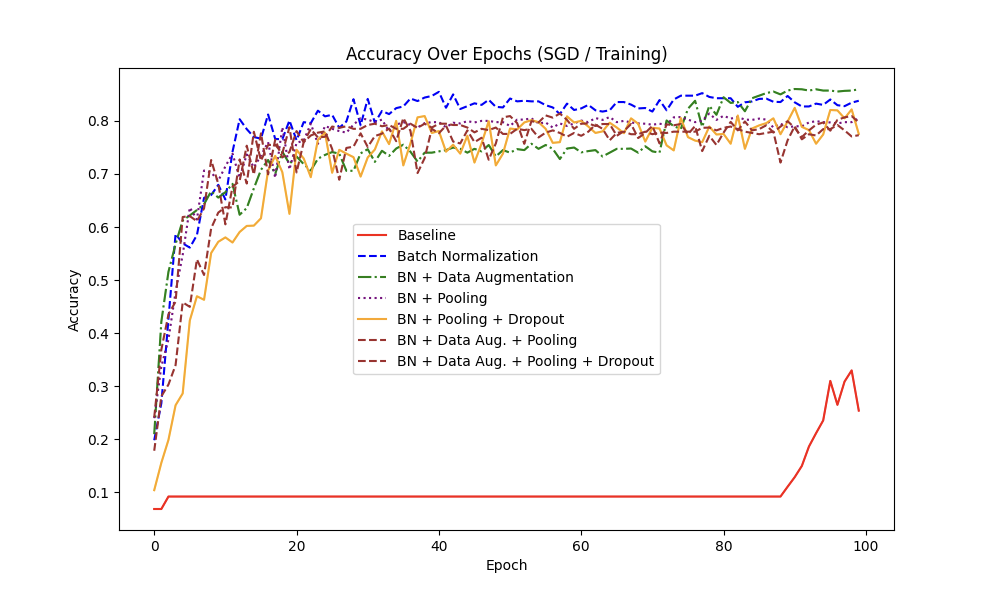 Accuracy Over Epochs (SGD / Training)
Accuracy
0.8
0.7
0.6
0.5
0.4
0.3
0.2
0.1
Baseline
Batch Normalization
BN + Data Augmentation
BN + Pooling
BN + Pooling + Dropout
BN + Data Aug. + Pooling
BN + Data Aug. + Pooling + Dropout
0 20 40 60 80 100
Epoch